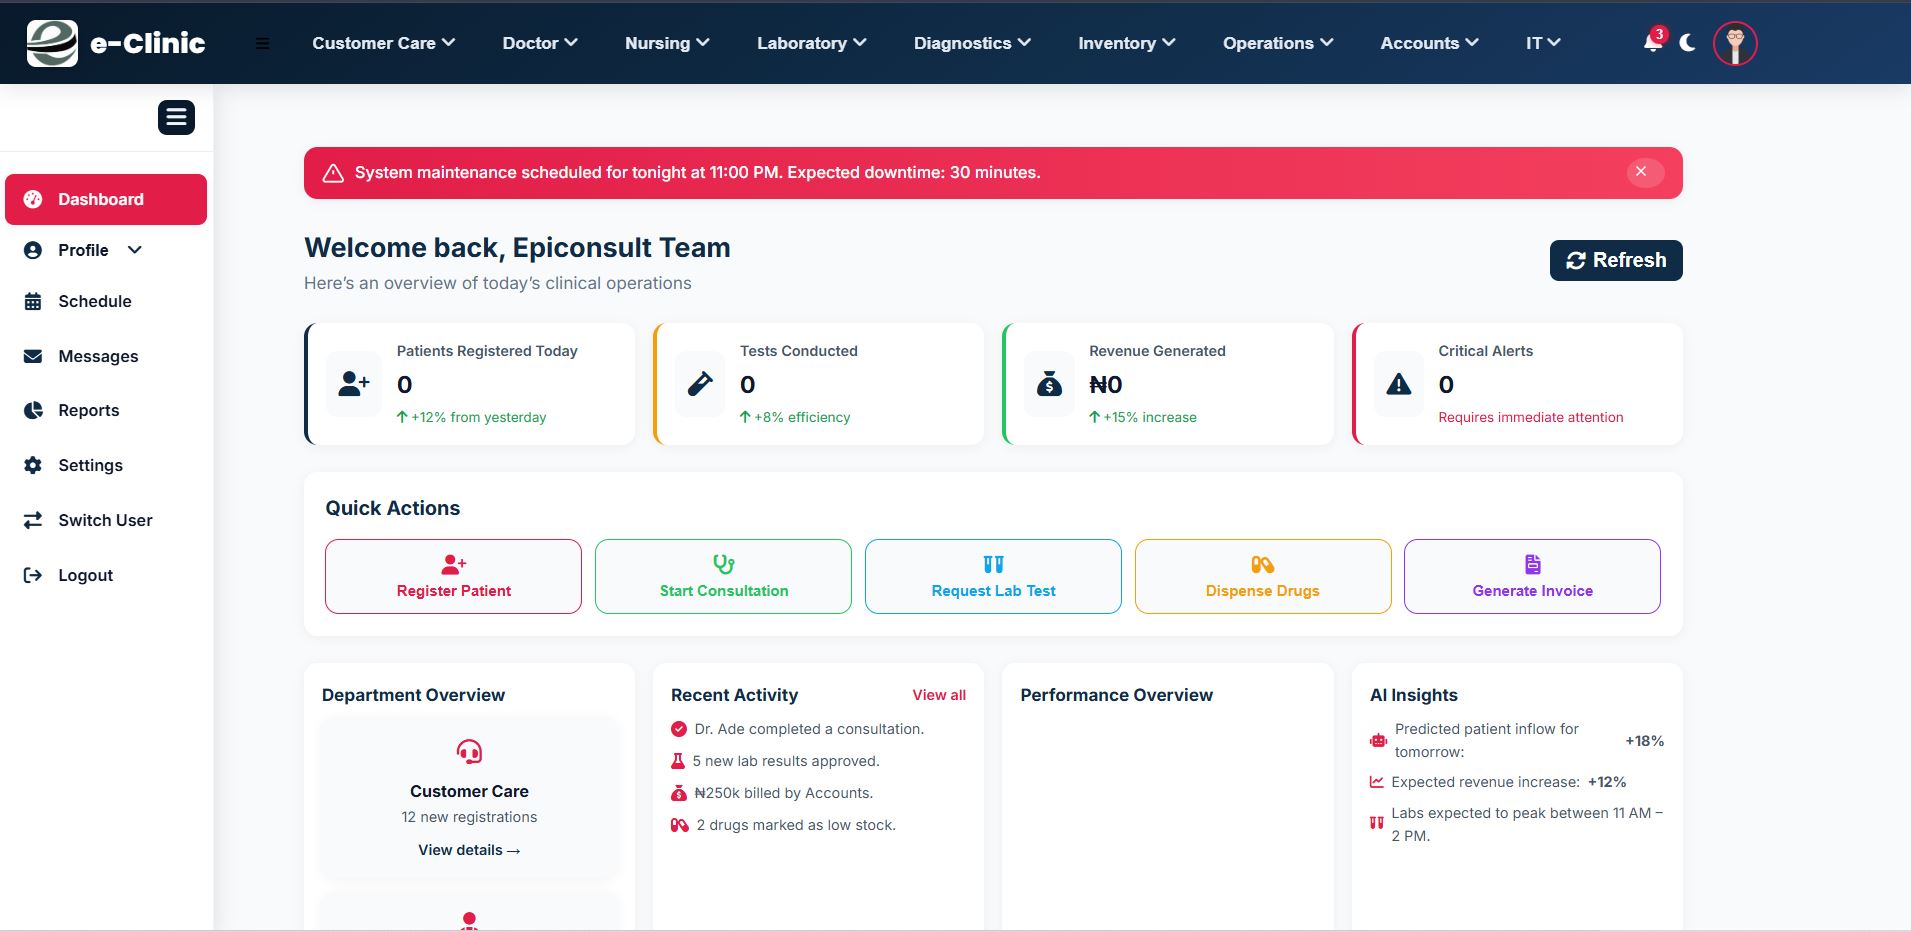 e-Clinic
Customer Care
Doctor
Nursing
Laboratory
Diagnostics
Inventory
Operations
Accounts
IT
3
Dashboard
Profile
Schedule
Messages
Reports
Settings
Switch User
Logout
System maintenance scheduled for tonight at 11:00 PM. Expected downtime: 30 minutes.
Welcome back, Epiconsult Team
Here’s an overview of today’s clinical operations
Refresh
Patients Registered Today
0
+12% from yesterday
Tests Conducted
0
+8% efficiency
Revenue Generated
₦0
+15% increase
Critical Alerts
0
Requires immediate attention
Quick Actions
Register Patient
Start Consultation
Request Lab Test
Dispense Drugs
Generate Invoice
Department Overview
Customer Care
12 new registrations
View details →
Recent Activity
View all
Dr. Ade completed a consultation.
5 new lab results approved.
₦250k billed by Accounts.
2 drugs marked as low stock.
Performance Overview
AI Insights
Predicted patient inflow for
tomorrow:
+18%
Expected revenue increase: +12%
Labs expected to peak between 11 AM –
2 PM.